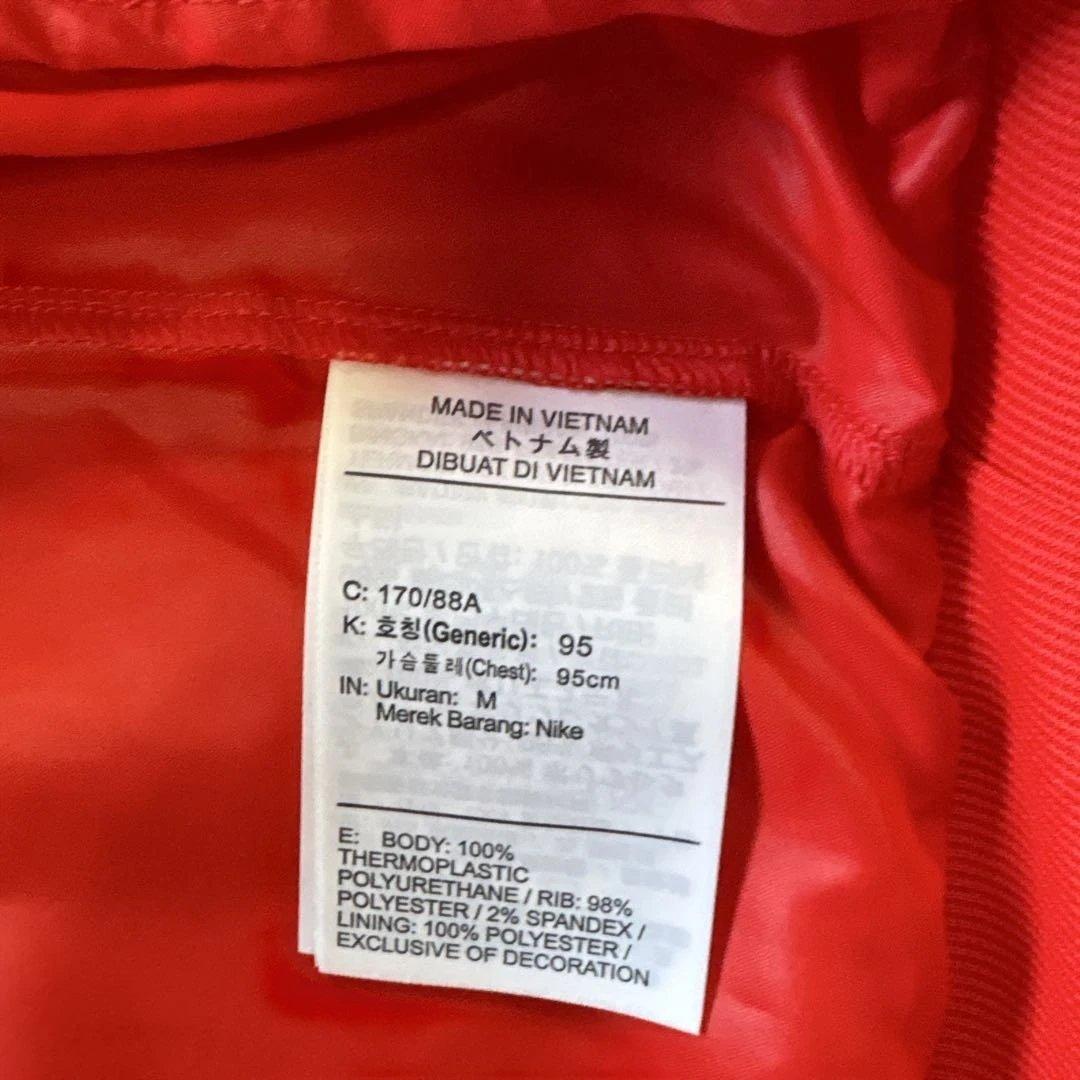 MADE IN VIETNAM
ベトナム製
DIBUAT DI VIETNAM
C: 170/88A
K: 호칭(Generic): 95
가슴둘레(Chest): 95cm
IN: Ukuran: M
Merek Barang: Nike
E: BODY: 100%
THERMOPLASTIC
POLYURETHANE / RIB: 98%
POLYESTER / 2% SPANDEX /
LINING: 100% POLYESTER /
EXCLUSIVE OF DECORATION